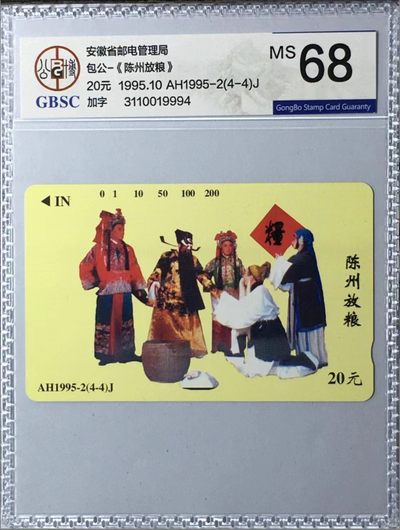 安徽省邮电管理局
包公-《陈州放粮》
20元 1995.10 AH1995-2(4-4)J
加字 3110019994
GBSC
MS 68
GongBo Stamp Card Guaranty
IN
0 1 10 50 100 200
糧
陈州放粮
AH1995-2(4-4)J
20元